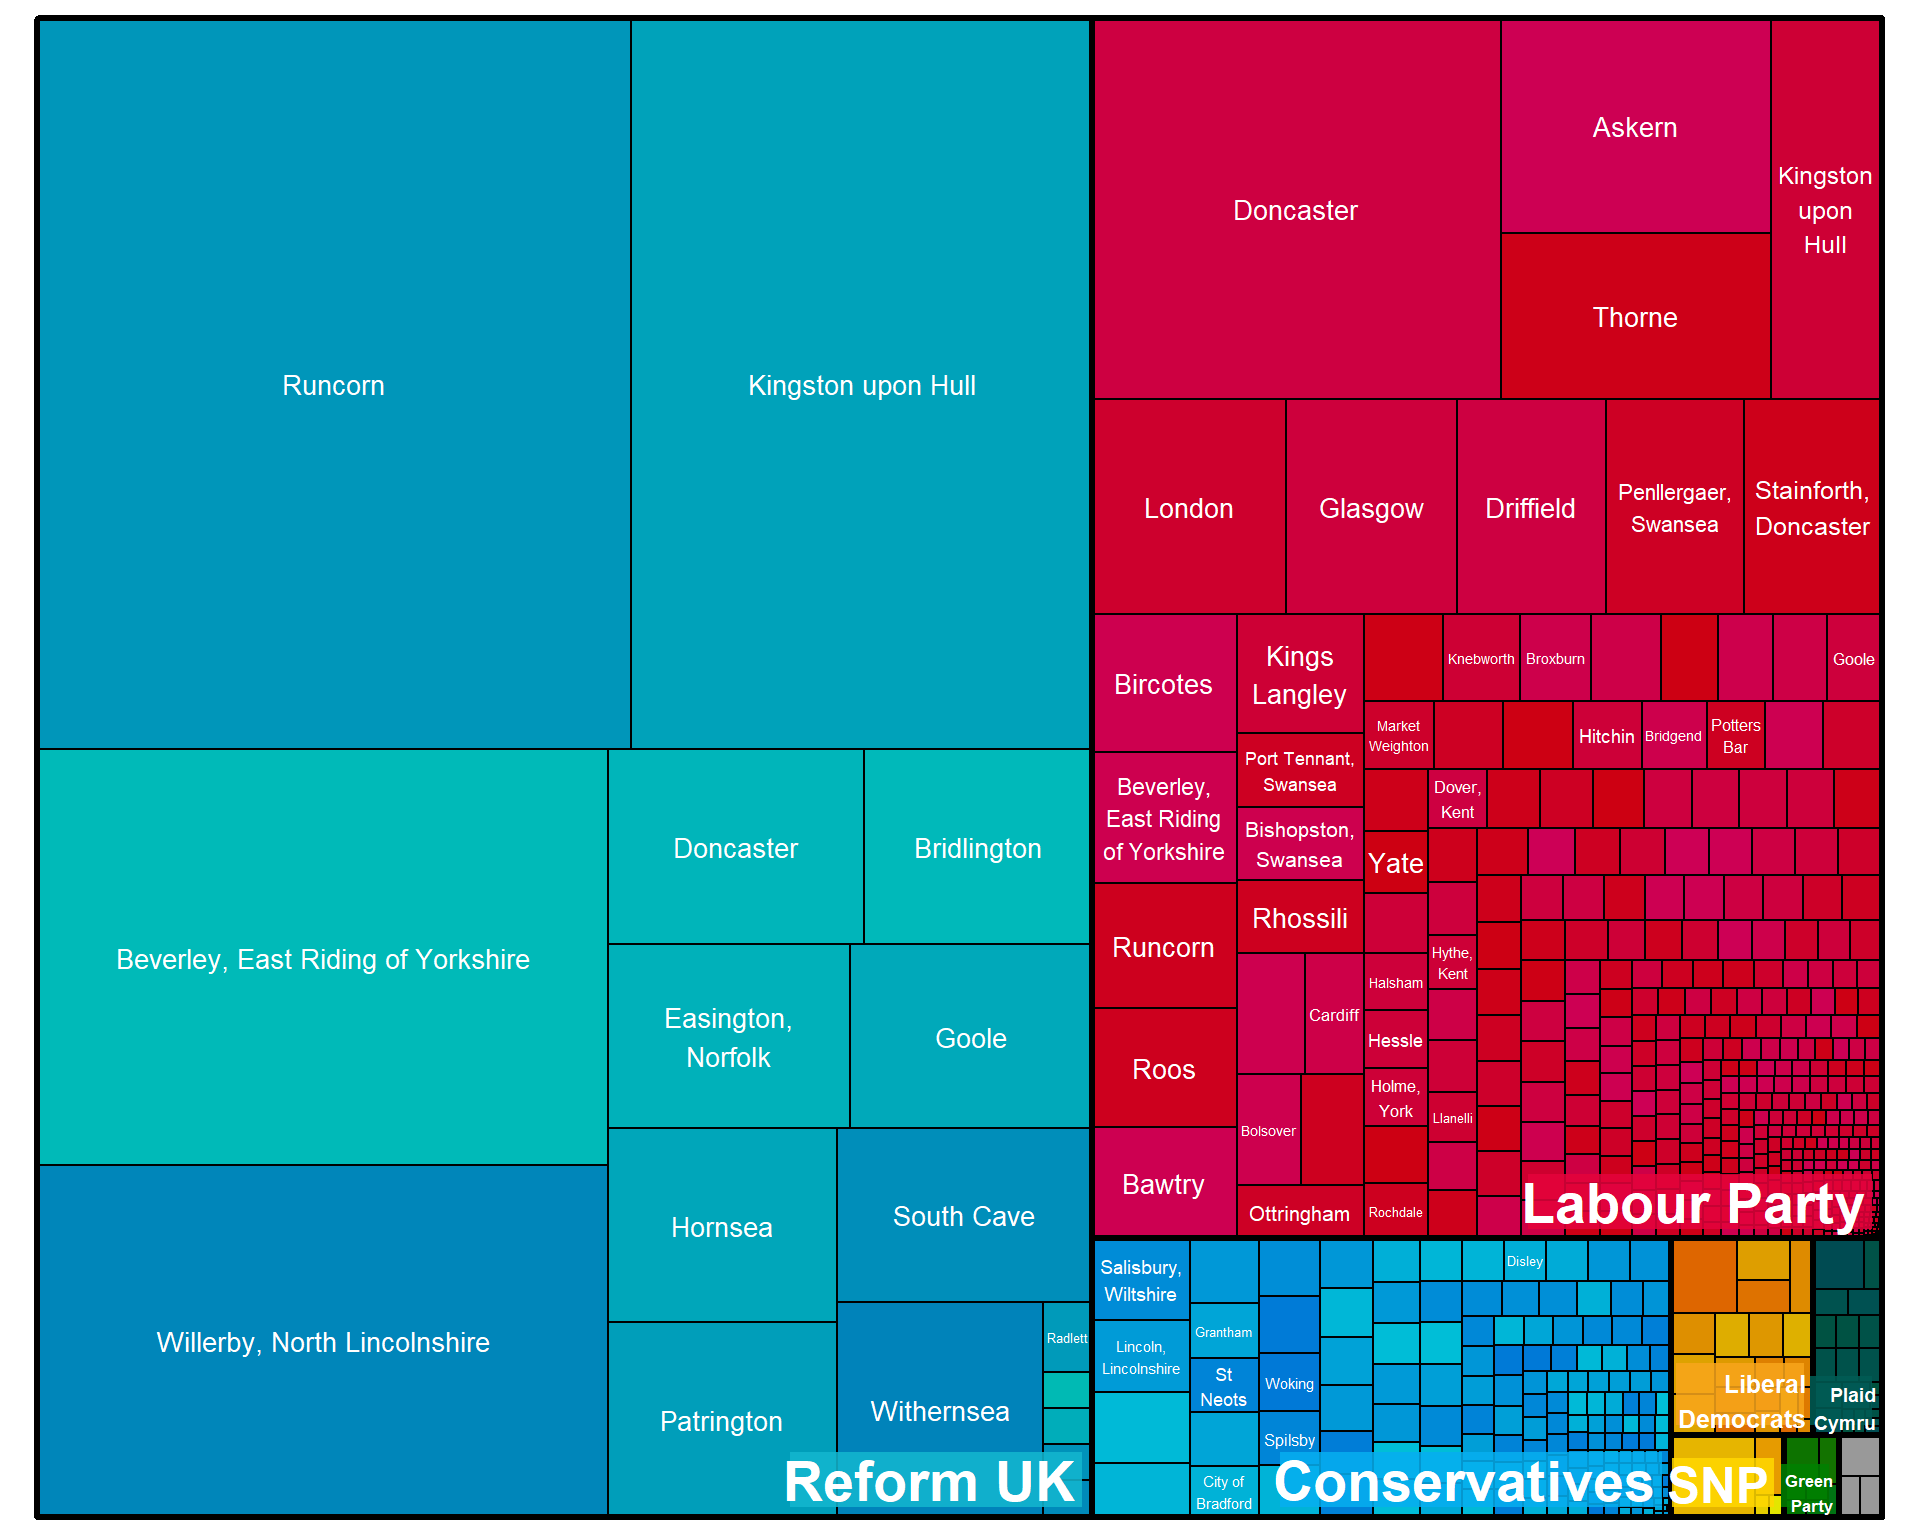 Runcorn
Kingston upon Hull
Beverley, East Riding of Yorkshire
Willerby, North Lincolnshire
Doncaster
Bridlington
Easington,
Norfolk
Goole
Hornsea
South Cave
Patrington
Withernsea
Radlett
Reform UK
Doncaster
Askern
Thorne
Kingston
upon
Hull
London
Glasgow
Driffield
Penllergaer,
Swansea
Stainforth,
Doncaster
Bircotes
Kings
Langley
Knebworth
Broxburn
Goole
Market
Weighton
Hitchin
Bridgend
Potters
Bar
Port Tennant,
Swansea
Beverley,
East Riding
of Yorkshire
Bishopston,
Swansea
Dover,
Kent
Yate
Runcorn
Rhossili
Hythe,
Kent
Halsham
Cardiff
Hessle
Roos
Holme,
York
Llanelli
Bolsover
Bawtry
Ottringham
Rochdale
Labour Party
Salisbury,
Wiltshire
Disley
Grantham
Lincoln,
Lincolnshire
St
Neots
Woking
Spilsby
City of
Bradford
Conservatives
Liberal
Democrats
Plaid
Cymru
SNP
Green
Party